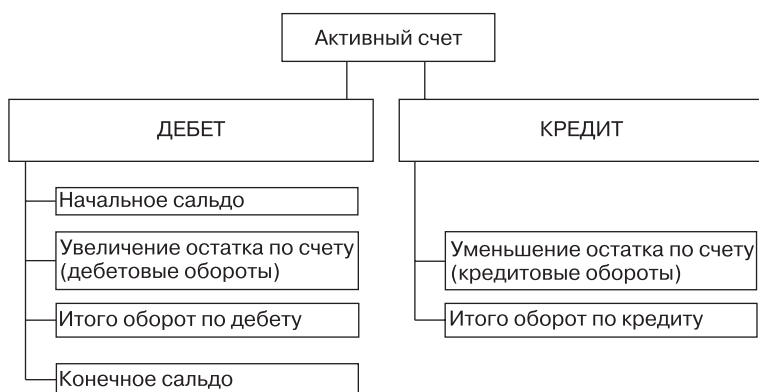 Активный счет
ДЕБЕТ
КРЕДИТ
Начальное сальдо
Увеличение остатка по счету
(дебетовые обороты)
Итого оборот по дебету
Конечное сальдо
Уменьшение остатка по счету
(кредитовые обороты)
Итого оборот по кредиту